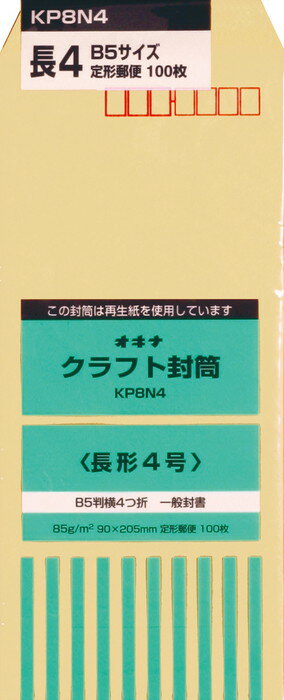 KP8N4
長4 B5サイズ
定形郵便 100枚
この封筒は再生紙を使用しています
オキナ
クラフト封筒
KP8N4
〈長形4号〉
B5判横4つ折 一般封書
85g/m² 90×205mm 定形郵便 100枚